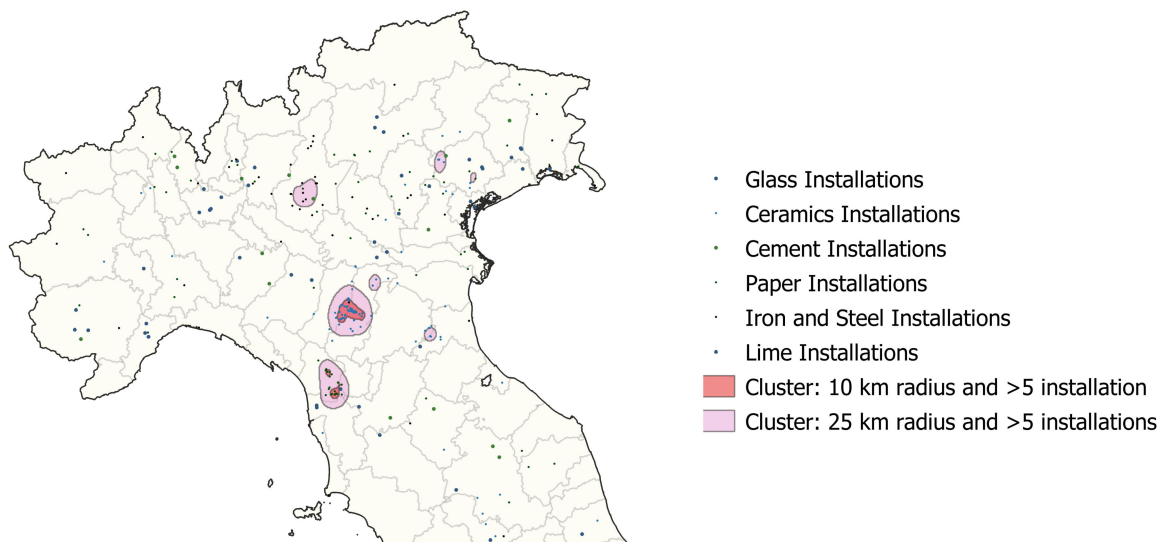 Glass Installations
Ceramics Installations
Cement Installations
Paper Installations
Iron and Steel Installations
Lime Installations
Cluster: 10 km radius and >5 installation
Cluster: 25 km radius and >5 installations